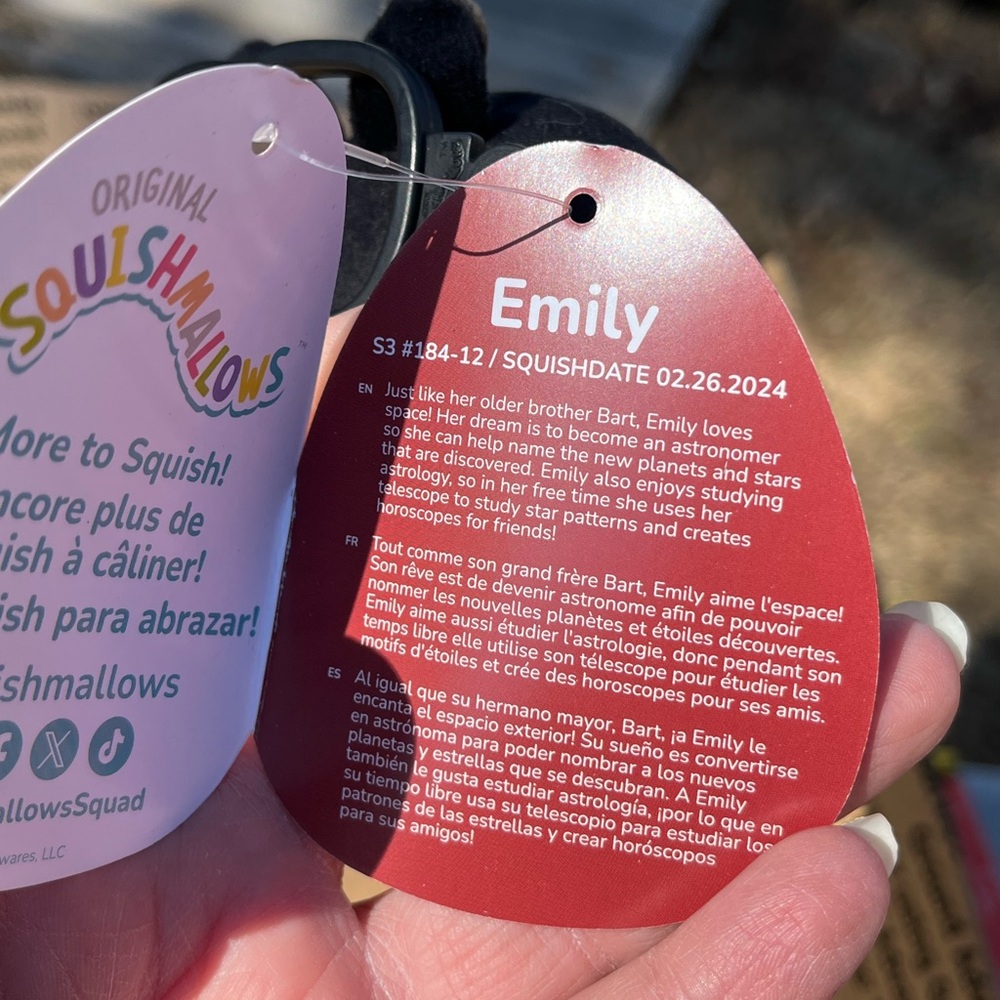 ORIGINAL
SQUISHMALLOWS
TM
More to Squish!
ncore plus de
ish à câliner!
ish para abrazar!
shmallows
allowsSquad
wares, LLC
Emily
S3 #184-12 / SQUISHDATE 02.26.2024
EN Just like her older brother Bart, Emily loves
space! Her dream is to become an astronomer
so she can help name the new planets and stars
that are discovered. Emily also enjoys studying
astrology, so in her free time she uses her
telescope to study star patterns and creates
horoscopes for friends!
FR Tout comme son grand frère Bart, Emily aime l'espace!
Son rêve est de devenir astronome afin de pouvoir
nommer les nouvelles planètes et étoiles découvertes.
Emily aime aussi étudier l'astrologie, donc pendant son
temps libre elle utilise son télescope pour étudier les
motifs d'étoiles et crée des horoscopes pour ses amis.
ES Al igual que su hermano mayor, Bart, ¡a Emily le
encanta el espacio exterior! Su sueño es convertirse
en astrónoma para poder nombrar a los nuevos
planetas y estrellas que se descubran. A Emily
también le gusta estudiar astrología, ¡por lo que en
su tiempo libre usa su telescopio para estudiar los
patrones de las estrellas y crear horóscopos
para sus amigos!